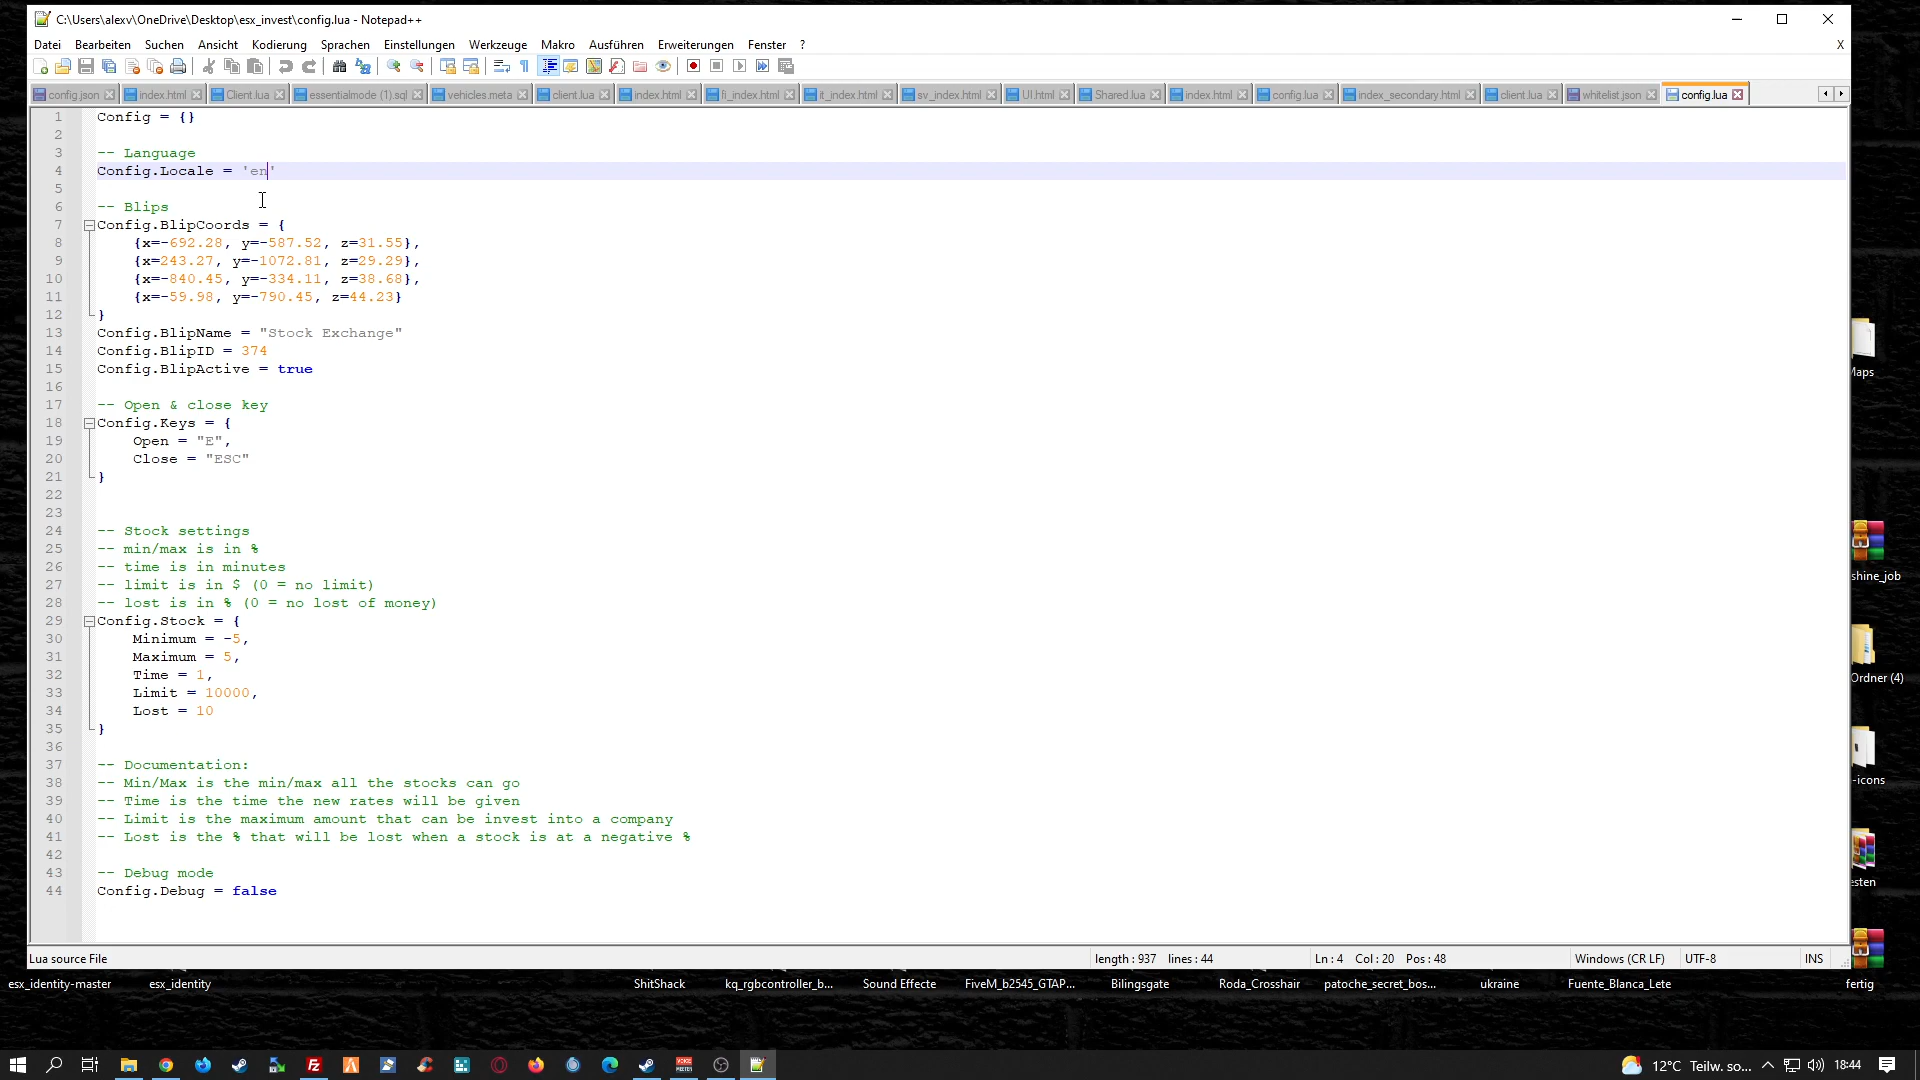 C:\Users\alexv\OneDrive\Desktop\esx_invest\config.lua - Notepad++
Datei Bearbeiten Suchen Ansicht Kodierung Sprachen Einstellungen Werkzeuge Makro Ausführen Erweiterungen Fenster ? X
config.json index.html Client.lua essentialmode (1).sql vehicles.meta client.lua index.html li_index.html it_index.html sv_index.html UI.html Shared.lua index.html config.lua index_secondary.html client.lua whitelist.json config.lua
1 Config = {}
2
3 -- Language
4 Config.Locale = 'en'
5
6 -- Blips
7 Config.BlipCoords = {
8 {x=-692.28, y=-587.52, z=31.55},
9 {x=243.27, y=-1072.81, z=29.29},
10 {x=-840.45, y=-334.11, z=38.68},
11 {x=-59.98, y=-790.45, z=44.23}
12 }
13 Config.BlipName = "Stock Exchange"
14 Config.BlipID = 374
15 Config.BlipActive = true
16
17 -- Open & close key
18 Config.Keys = {
19 Open = "E",
20 Close = "ESC"
21 }
22
23
24 -- Stock settings
25 -- min/max is in %
26 -- time is in minutes
27 -- limit is in $ (0 = no limit)
28 -- lost is in % (0 = no lost of money)
29 Config.Stock = {
30 Minimum = -5,
31 Maximum = 5,
32 Time = 1,
33 Limit = 10000,
34 Lost = 10
35 }
36
37 -- Documentation:
38 -- Min/Max is the min/max all the stocks can go
39 -- Time is the time the new rates will be given
40 -- Limit is the maximum amount that can be invest into a company
41 -- Lost is the % that will be lost when a stock is at a negative %
42
43 -- Debug mode
44 Config.Debug = false
Lua source File length : 937 lines : 44 Ln : 4 Col : 20 Pos : 48 Windows (CR LF) UTF-8 INS
Maps
shine_job
Ordner (4)
-icons
esten
esx_identity-master esx_identity ShitShack kq_rgbcontroller_b... Sound Effecte FiveM_b2545_GTAP... Bilingsgate Roda_Crosshair patoche_secret_bos... ukraine Fuente_Blanca_Lete fertig
12°C Teilw. so... 18:44